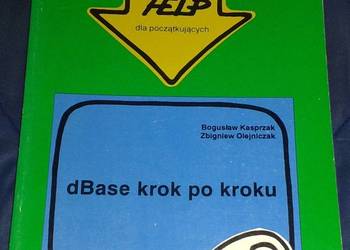 HELP
dla początkujących
Bogusław Kasprzak
Zbigniew Olejniczak
dBase krok po kroku